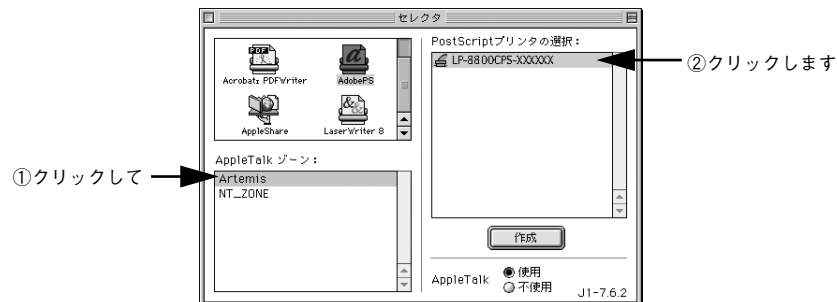 セレクタ
PDF
Acrobat™ PDFWriter
AdobePS
AppleShare
LaserWriter 8
AppleTalk ゾーン：
①クリックして
Artemis
NT_ZONE
PostScriptプリンタの選択：
LP-8800CPS-XXXXXX
②クリックします
作成
AppleTalk
使用
不使用
J1-7.6.2